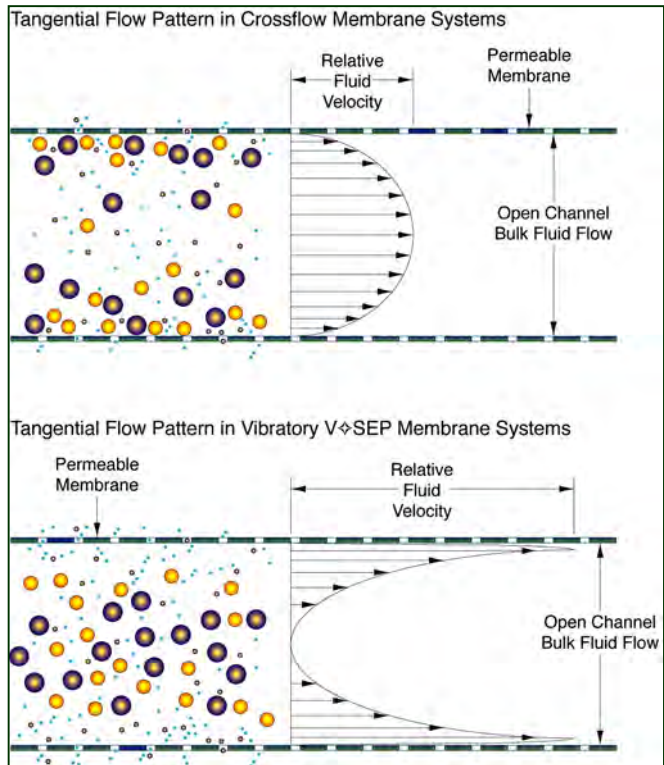 Tangential Flow Pattern in Crossflow Membrane Systems
Relative
Fluid
Velocity
Permeable
Membrane
Open Channel
Bulk Fluid Flow
Tangential Flow Pattern in Vibratory V✧SEP Membrane Systems
Permeable
Membrane
Relative
Fluid
Velocity
Open Channel
Bulk Fluid Flow